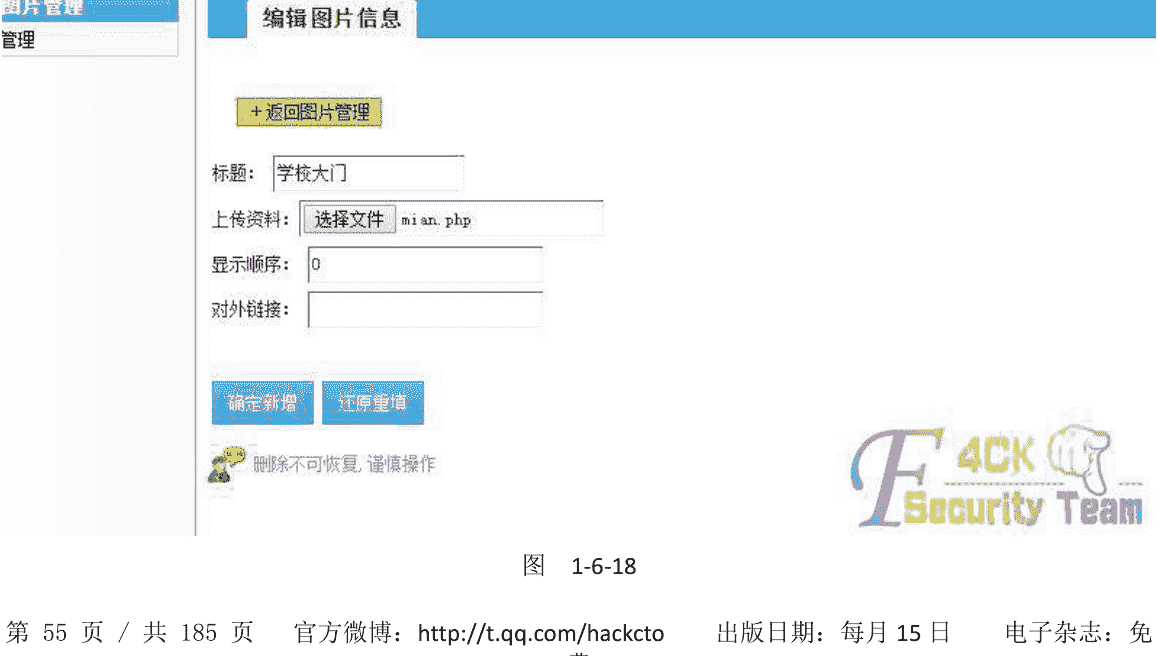 图片管理
编辑图片信息
管理
+返回图片管理
标题： 学校大门
上传资料： 选择文件 mian.php
显示顺序： 0
对外链接：
确定新增 还原重填
删除不可恢复, 谨慎操作
F4CK
Security Team
图 1-6-18
第 55 页 / 共 185 页 官方微博：http://t.qq.com/hackcto 出版日期：每月 15 日 电子杂志：免